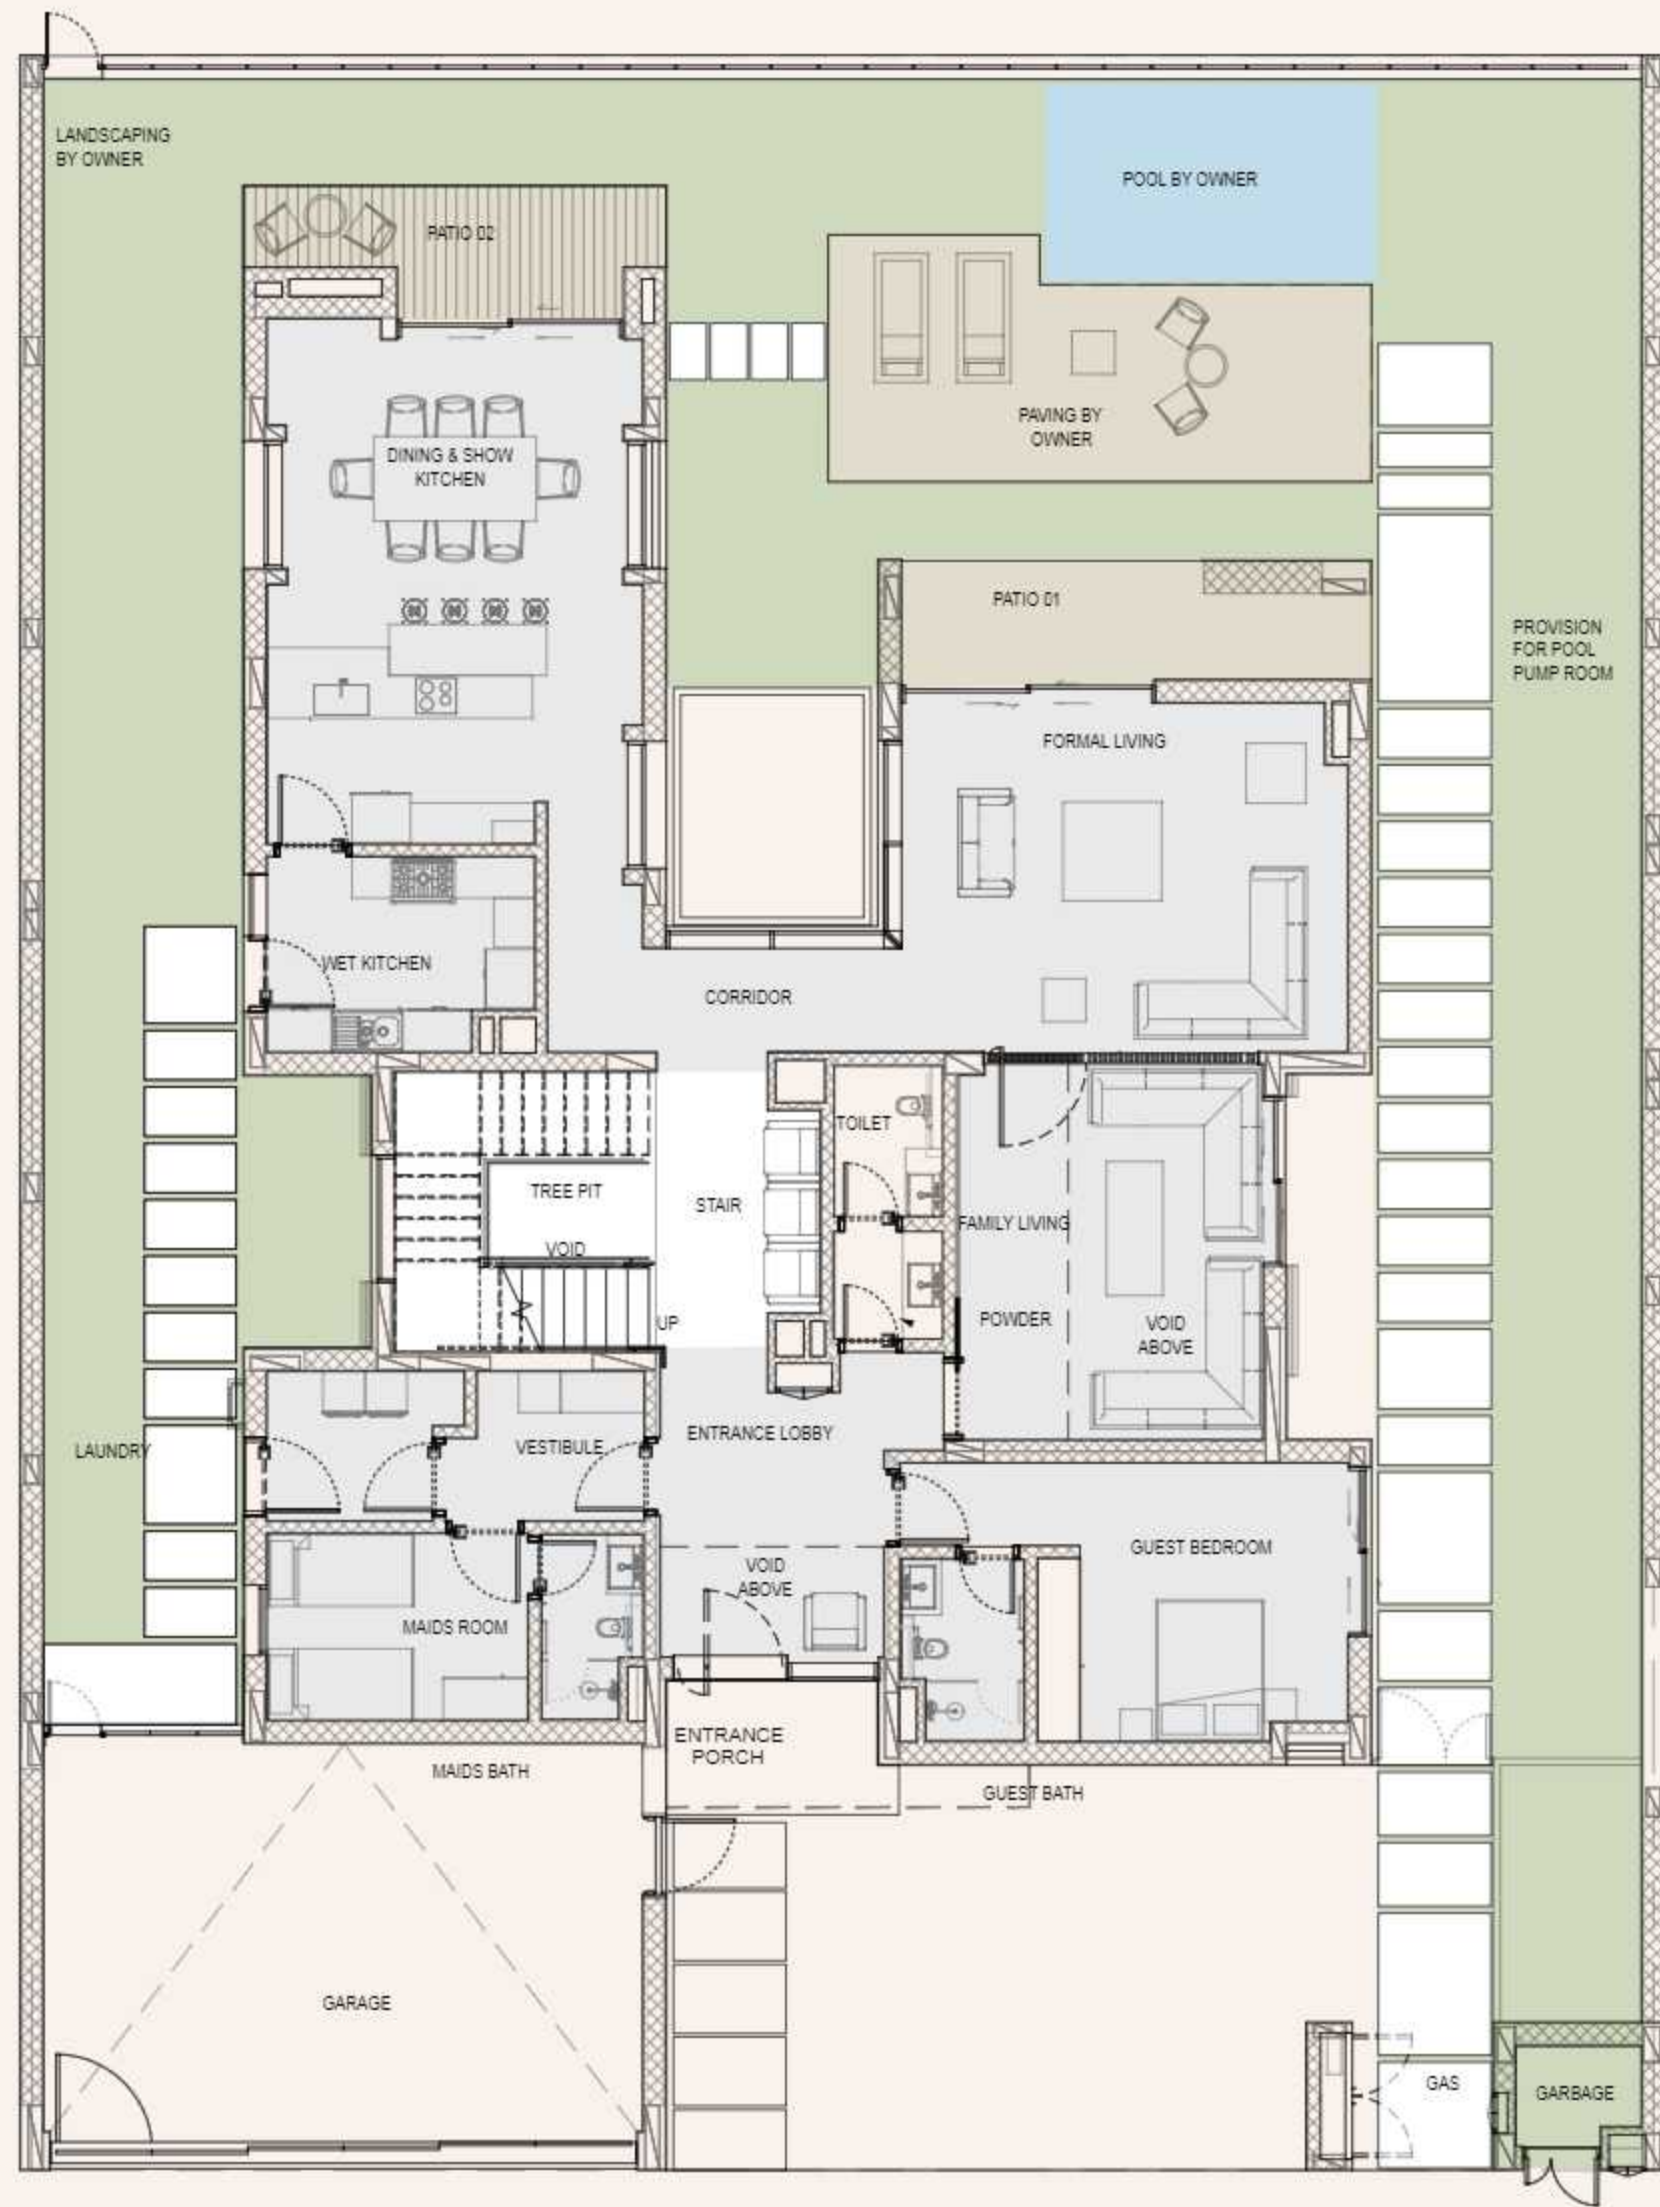 LANDSCAPING
BY OWNER
POOL BY OWNER
PATIO 02
PAVING BY
OWNER
DINING & SHOW
KITCHEN
PATIO 01
PROVISION
FOR POOL
PUMP ROOM
FORMAL LIVING
WET KITCHEN
CORRIDOR
TOILET
TREE PIT
STAIR
FAMILY LIVING
VOID
UP
POWDER
VOID
ABOVE
LAUNDRY
VESTIBULE
ENTRANCE LOBBY
GUEST BEDROOM
VOID
ABOVE
MAIDS ROOM
ENTRANCE
PORCH
MAIDS BATH
GUEST BATH
GARAGE
GAS
GARBAGE